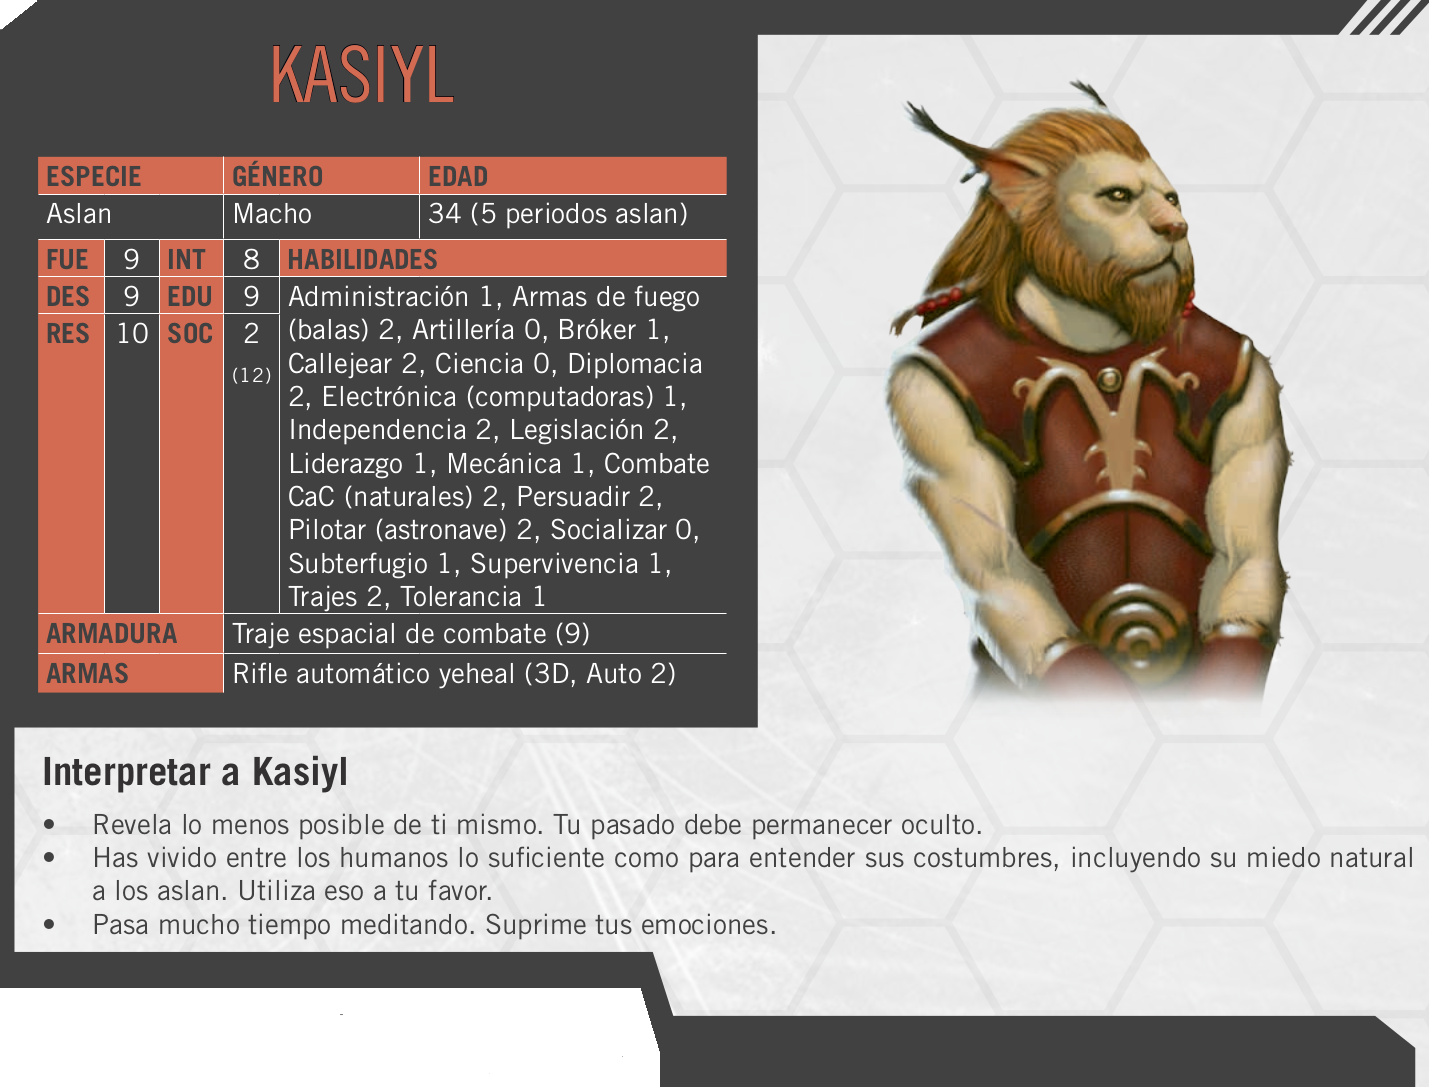 KASIYL
ESPECIE GÉNERO EDAD
Aslan Macho 34 (5 periodos aslan)
FUE 9 INT 8 HABILIDADES
DES 9 EDU 9 Administración 1, Armas de fuego
RES 10 SOC 2 (balas) 2, Artillería 0, Bróker 1,
(12) Callejear 2, Ciencia 0, Diplomacia
2, Electrónica (computadoras) 1,
Independencia 2, Legislación 2,
Liderazgo 1, Mecánica 1, Combate
CaC (naturales) 2, Persuadir 2,
Pilotar (astronave) 2, Socializar 0,
Subterfugio 1, Supervivencia 1,
Trajes 2, Tolerancia 1
ARMADURA Traje espacial de combate (9)
ARMAS Rifle automático yeheal (3D, Auto 2)
Interpretar a Kasiyl
• Revela lo menos posible de ti mismo. Tu pasado debe permanecer oculto.
• Has vivido entre los humanos lo suficiente como para entender sus costumbres, incluyendo su miedo natural
a los aslan. Utiliza eso a tu favor.
• Pasa mucho tiempo meditando. Suprime tus emociones.